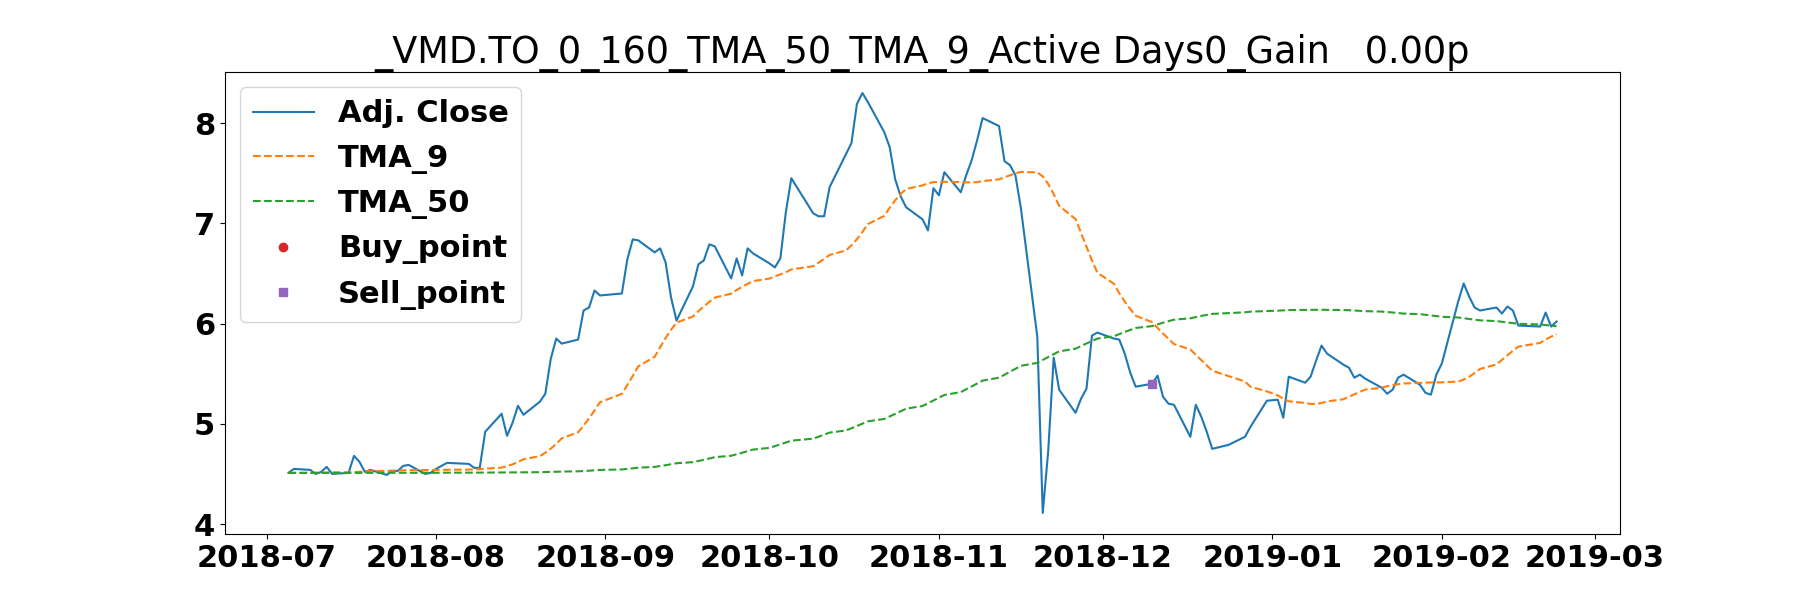 _VMD.TO_0_160_TMA_50_TMA_9_Active Days0_Gain   0.00p
Adj. Close
TMA_9
TMA_50
Buy_point
Sell_point
8
7
6
5
4
2018-07 2018-08 2018-09 2018-10 2018-11 2018-12 2019-01 2019-02 2019-03